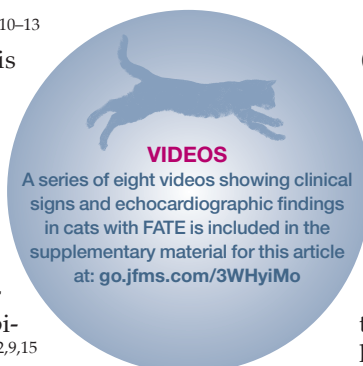 10–13
is
VIDEOS
A series of eight videos showing clinical
signs and echocardiographic findings
in cats with FATE is included in the
supplementary material for this article
at: go.jfms.com/3WHyiMo
2,9,15